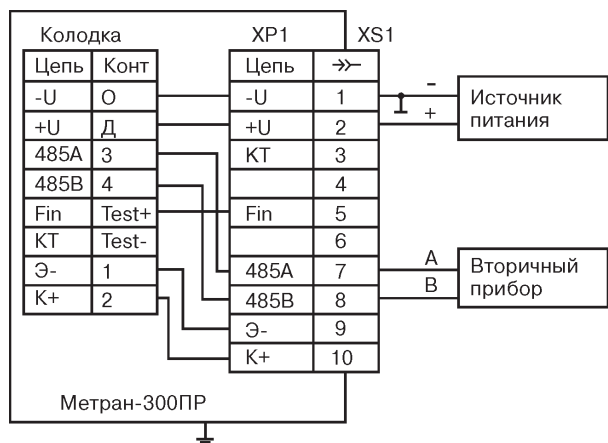 Колодка XP1 XS1
Цепь Конт Цепь
-U О -U 1 -
+U Д +U 2 +
Источник
питания
485A 3 КТ 3
485B 4 4
Fin Test+ Fin 5
КТ Test- 6
Э- 1 485A 7 A
К+ 2 485B 8 B
Вторичный
прибор
Э- 9
К+ 10
Метран-300ПР